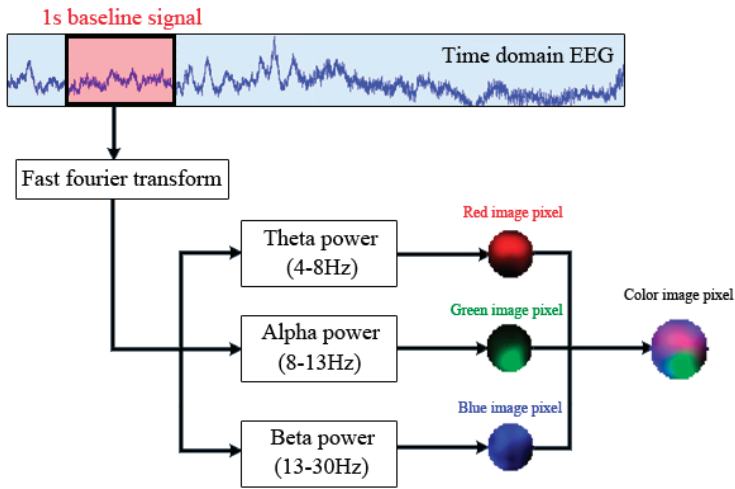 1s baseline signal
Time domain EEG
Fast fourier transform
Theta power
(4-8Hz)
Red image pixel
Alpha power
(8-13Hz)
Green image pixel
Color image pixel
Beta power
(13-30Hz)
Blue image pixel